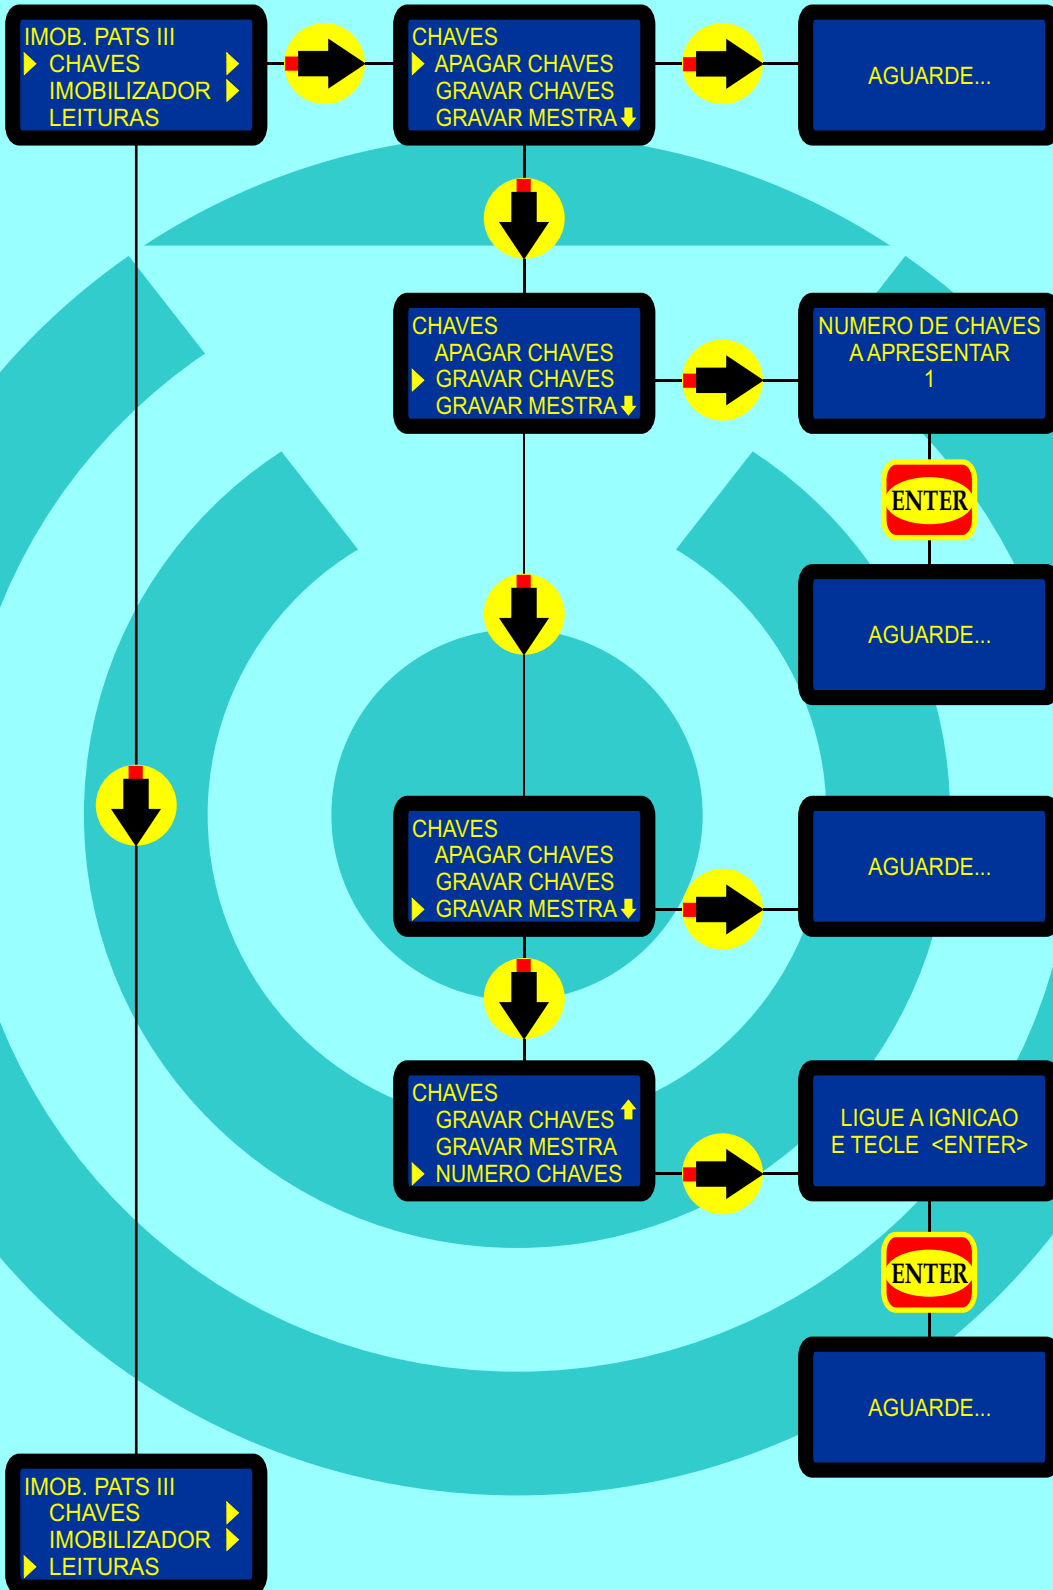 IMOB. PATS III
CHAVES
IMOBILIZADOR
LEITURAS
CHAVES
APAGAR CHAVES
GRAVAR CHAVES
GRAVAR MESTRA
AGUARDE...
CHAVES
APAGAR CHAVES
GRAVAR CHAVES
GRAVAR MESTRA
NUMERO DE CHAVES
A APRESENTAR
1
ENTER
AGUARDE...
CHAVES
APAGAR CHAVES
GRAVAR CHAVES
GRAVAR MESTRA
AGUARDE...
CHAVES
GRAVAR CHAVES
GRAVAR MESTRA
NUMERO CHAVES
LIGUE A IGNICAO
E TECLE <ENTER>
ENTER
AGUARDE...
IMOB. PATS III
CHAVES
IMOBILIZADOR
LEITURAS